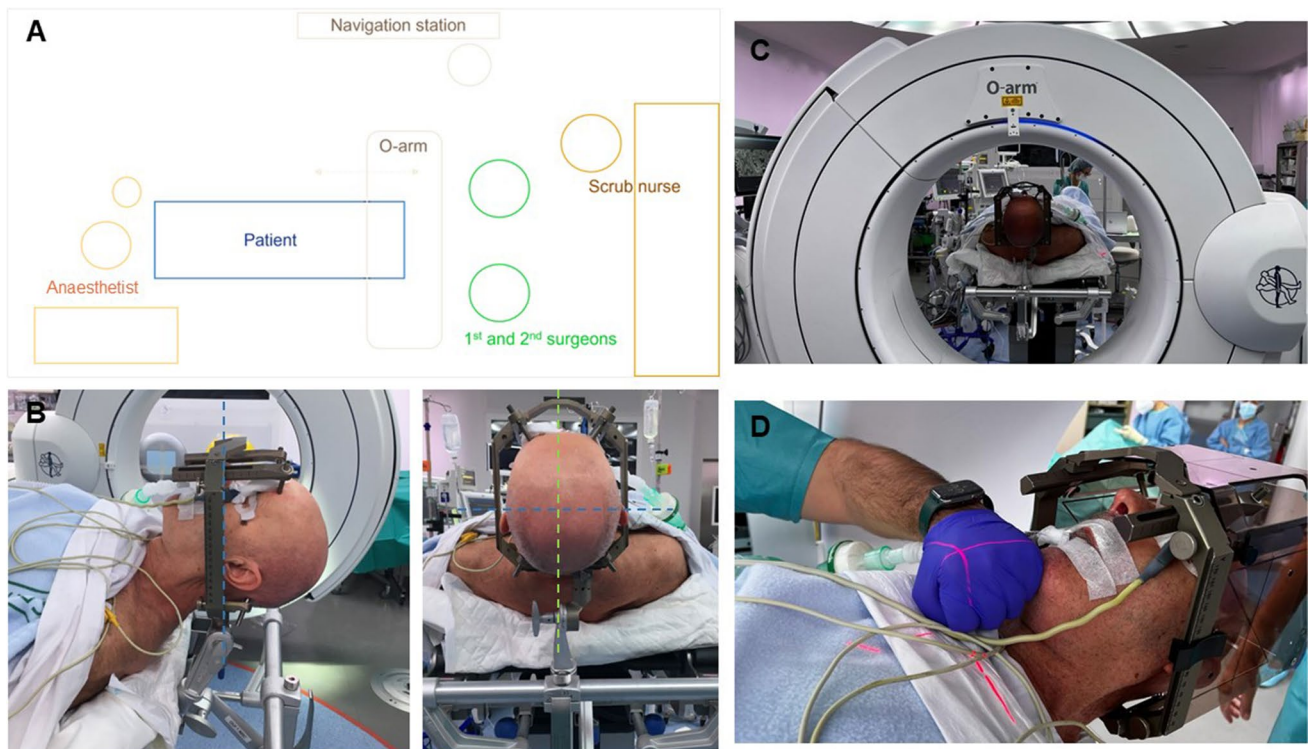 A
Navigation station
O-arm
Scrub nurse
Patient
Anaesthetist
1st and 2nd surgeons
B
C
O-arm
D